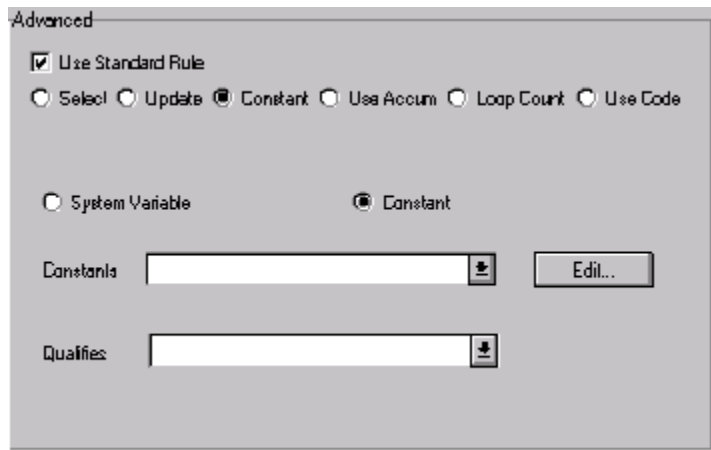 Advanced
Use Standard Rule
Select Update Constant Use Accum Loop Count Use Code
System Variable Constant
Constants Edit...
Qualifies